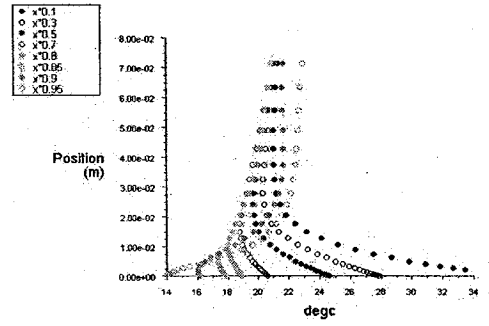 x*0.1
x*0.3
x*0.5
x*0.7
x*0.8
x*0.85
x*0.9
x*0.95
8.00e-02
7.00e-02
6.00e-02
5.00e-02
4.00e-02
3.00e-02
2.00e-02
1.00e-02
0.00e+00
Position
(m)
14 16 18 20 22 24 26 28 30 32 34
degc